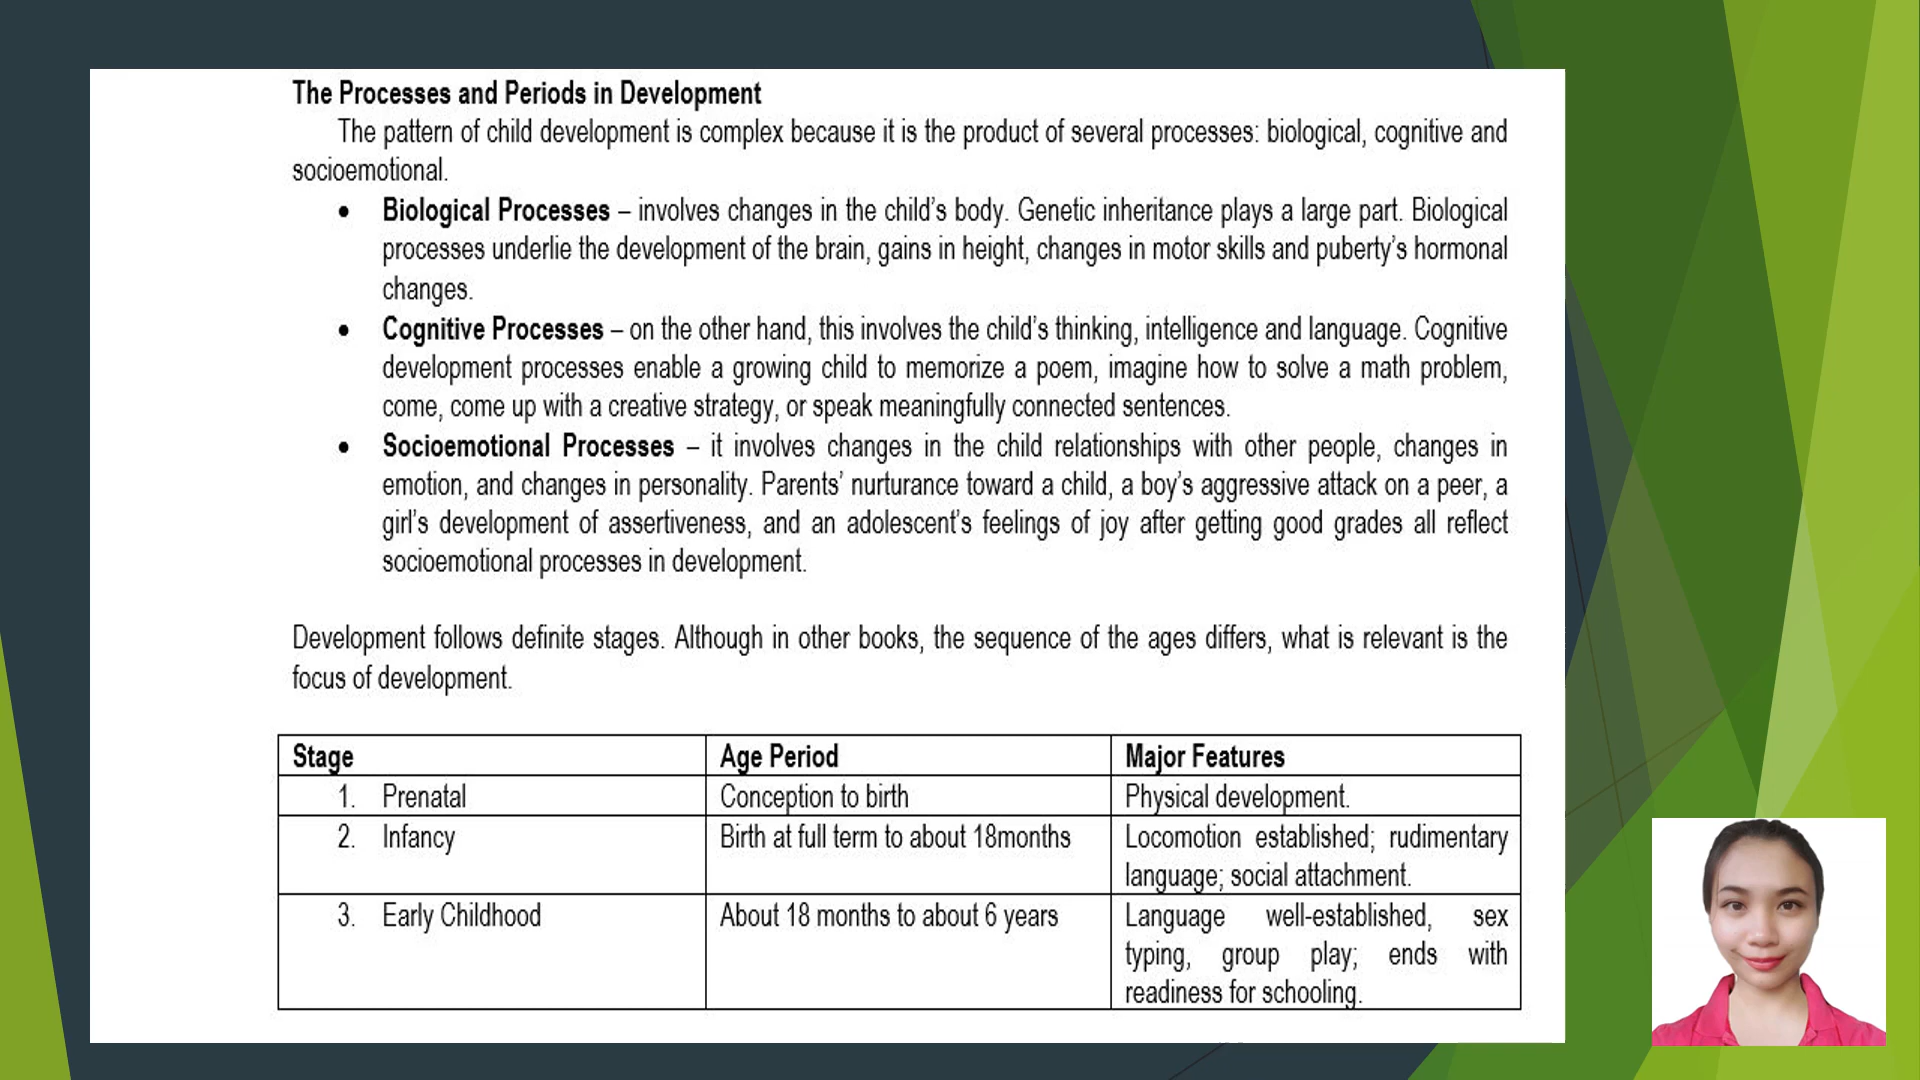 The Processes and Periods in Development
The pattern of child development is complex because it is the product of several processes: biological, cognitive and
socioemotional.
• Biological Processes – involves changes in the child’s body. Genetic inheritance plays a large part. Biological
processes underlie the development of the brain, gains in height, changes in motor skills and puberty’s hormonal
changes.
• Cognitive Processes – on the other hand, this involves the child’s thinking, intelligence and language. Cognitive
development processes enable a growing child to memorize a poem, imagine how to solve a math problem,
come, come up with a creative strategy, or speak meaningfully connected sentences.
• Socioemotional Processes – it involves changes in the child relationships with other people, changes in
emotion, and changes in personality. Parents’ nurturance toward a child, a boy’s aggressive attack on a peer, a
girl’s development of assertiveness, and an adolescent’s feelings of joy after getting good grades all reflect
socioemotional processes in development.
Development follows definite stages. Although in other books, the sequence of the ages differs, what is relevant is the
focus of development.
Stage Age Period Major Features
1. Prenatal Conception to birth Physical development.
2. Infancy Birth at full term to about 18months Locomotion established; rudimentary
language; social attachment.
3. Early Childhood About 18 months to about 6 years Language well-established, sex
typing, group play; ends with
readiness for schooling.